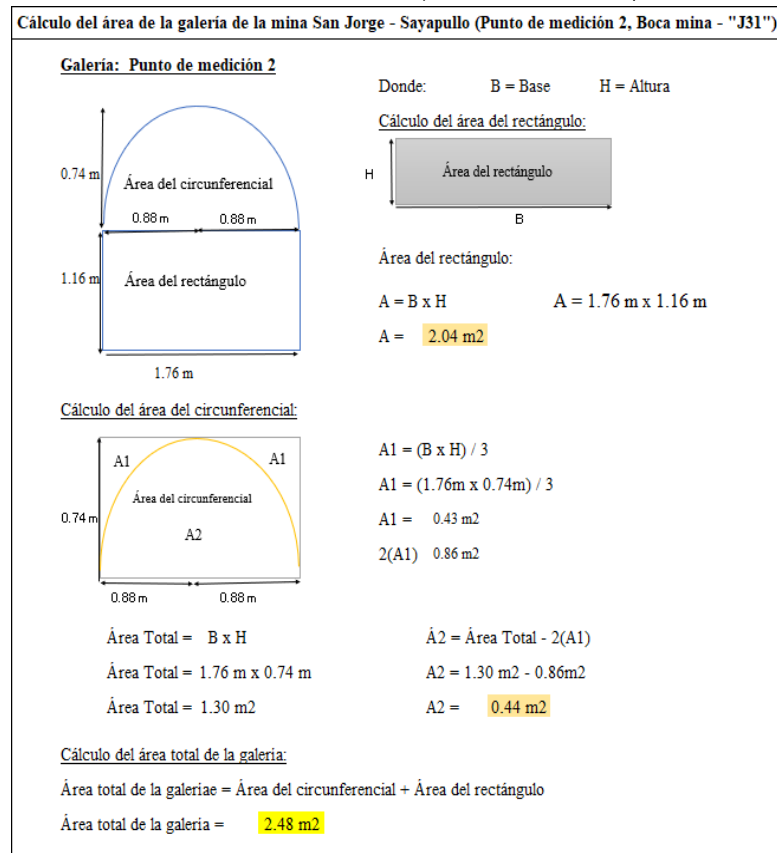 Cálculo del área de la galería de la mina San Jorge - Sayapullo (Punto de medición 2, Boca mina - "J31")
Galería: Punto de medición 2
Donde: B = Base H = Altura
Cálculo del área del rectángulo:
0.74 m
Área del circunferencial
0.88 m 0.88 m
H
Área del rectángulo
B
1.16 m
Área del rectángulo
1.76 m
Área del rectángulo:
A = B x H A = 1.76 m x 1.16 m
A = 2.04 m2
Cálculo del área del circunferencial:
A1 A1
Área del circunferencial
A2
0.74 m
0.88 m 0.88 m
A1 = (B x H) / 3
A1 = (1.76m x 0.74m) / 3
A1 = 0.43 m2
2(A1) 0.86 m2
Área Total = B x H
Área Total = 1.76 m x 0.74 m
Área Total = 1.30 m2
Á2 = Área Total - 2(A1)
A2 = 1.30 m2 - 0.86m2
A2 = 0.44 m2
Cálculo del área total de la galeria:
Área total de la galeriae = Área del circunferencial + Área del rectángulo
Área total de la galeria = 2.48 m2